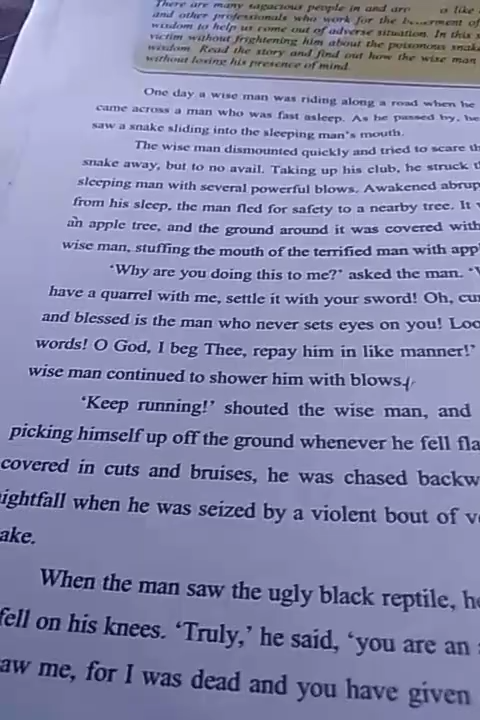 There are many sagacious people in and are like
and other professionals who work for the of
wisdom to help us come out of adverse situation. In this
victim without frightening him about the poisonous
wisdom. Read the story and find out how the wise man
without losing his presence of mind.
One day a wise man was riding along a road when he
came across a man who was fast asleep. As he passed by, he
saw a snake sliding into the sleeping man's mouth.
The wise man dismounted quickly and tried to scare
snake away, but to no avail. Taking up his club, he struck
sleeping man with several powerful blows. Awakened
from his sleep, the man fled for safety to a nearby tree. It
an apple tree, and the ground around it was covered with
wise man, stuffing the mouth of the terrified man with
'Why are you doing this to me?' asked the man.
have a quarrel with me, settle it with your sword! Oh,
and blessed is the man who never sets eyes on you!
words! O God, I beg Thee, repay him in like manner!'
wise man continued to shower him with blows.
'Keep running!' shouted the wise man, and
picking himself up off the ground whenever he fell
covered in cuts and bruises, he was chased
when he was seized by a violent bout of
When the man saw the ugly black reptile,
fell on his knees. 'Truly,' he said, 'you are an
me, for I was dead and you have given